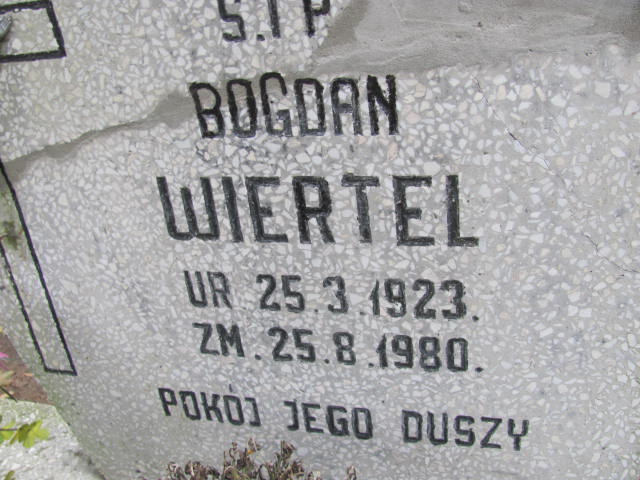 Ś.I P
BOGDAN
WIERTEL
UR.25.3.1923.
ZM.25.8.1980.
POKÓJ JEGO DUSZY